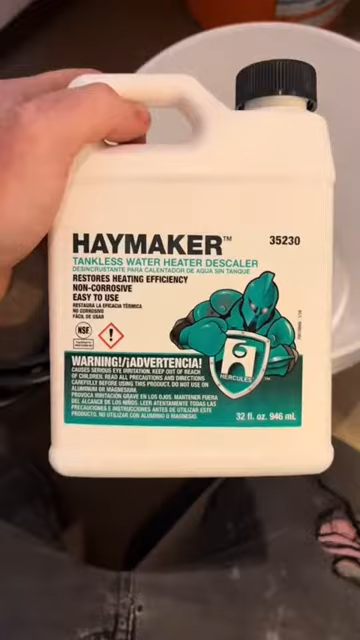 HAYMAKER™
35230
TANKLESS WATER HEATER DESCALER
DESINCRUSTANTE PARA CALENTADOR DE AGUA SIN TANQUE
RESTORES HEATING EFFICIENCY
NON-CORROSIVE
EASY TO USE
RESTAURA LA EFICACIA TÉRMICA
NO CORROSIVO
FÁCIL DE USAR
NSF
WARNING!/¡ADVERTENCIA!
CAUSES SERIOUS EYE IRRITATION. KEEP OUT OF REACH
OF CHILDREN. READ ALL PRECAUTIONS AND DIRECTIONS
CAREFULLY BEFORE USING THIS PRODUCT. DO NOT USE ON
ALUMINUM OR MAGNESIUM.
PROVOCA IRRITACIÓN GRAVE EN LOS OJOS. MANTENER FUERA
DEL ALCANCE DE LOS NIÑOS. LEER ATENTAMENTE TODAS LAS
PRECAUCIONES E INSTRUCCIONES ANTES DE UTILIZAR ESTE
PRODUCTO. NO UTILIZAR CON ALUMINIO O MAGNESIO.
HERCULES
™
32 fl. oz. 946 ml.